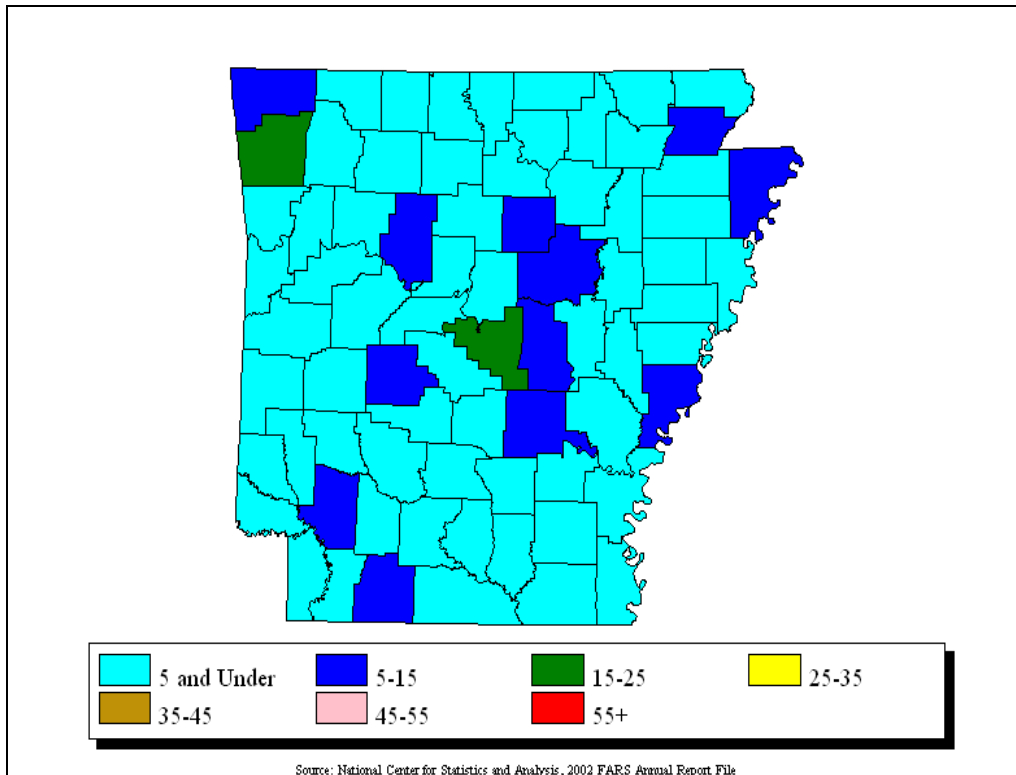 5 and Under 5-15 15-25 25-35
35-45 45-55 55+
Source: National Center for Statistics and Analysis, 2002 FARS Annual Report File